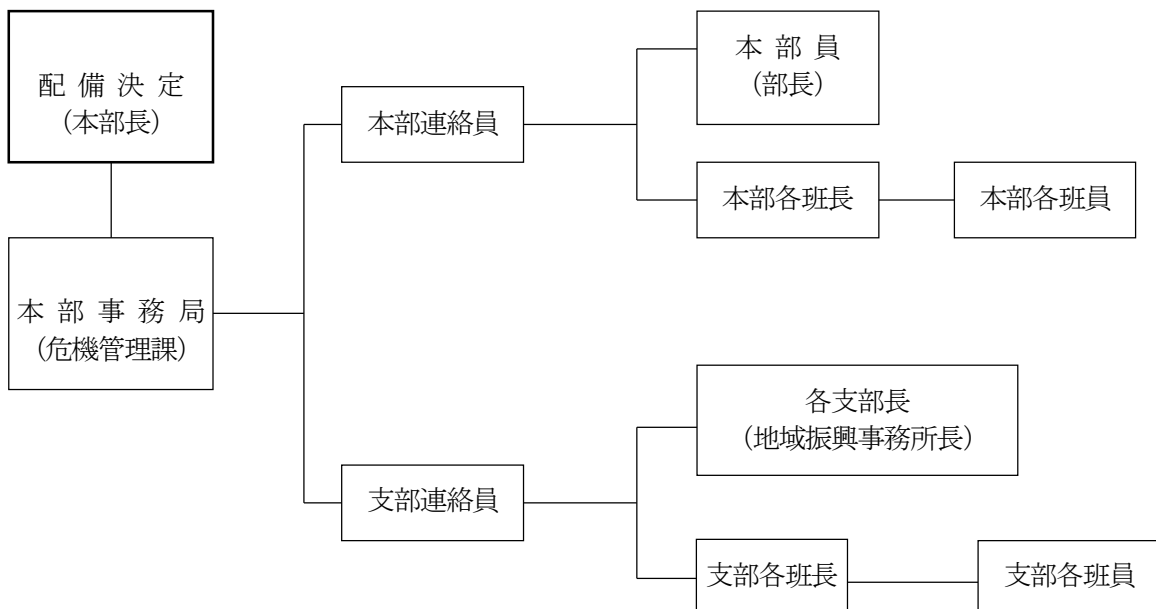 配備決定
(本部長)
本部事務局
(危機管理課)
本部連絡員
本部員
(部長)
本部各班長
本部各班員
支部連絡員
各支部長
(地域振興事務所長)
支部各班長
支部各班員